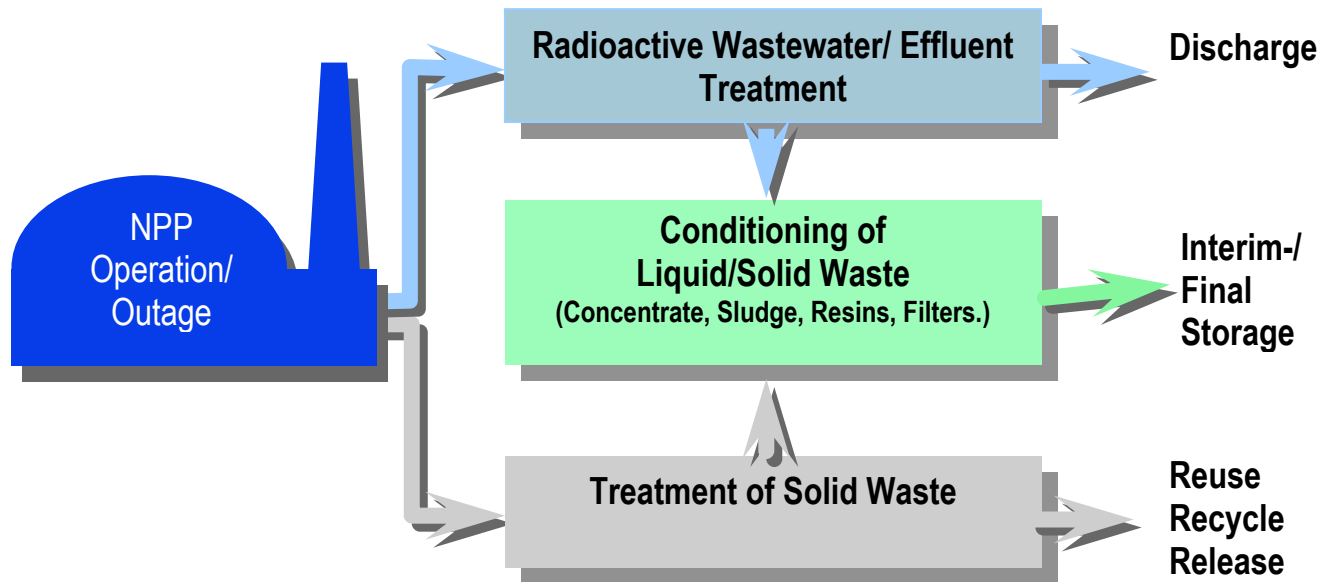 Radioactive Wastewater/ Effluent
Treatment
Discharge
NPP
Operation/
Outage
Conditioning of
Liquid/Solid Waste
(Concentrate, Sludge, Resins, Filters.)
Interim-/
Final
Storage
Treatment of Solid Waste
Reuse
Recycle
Release